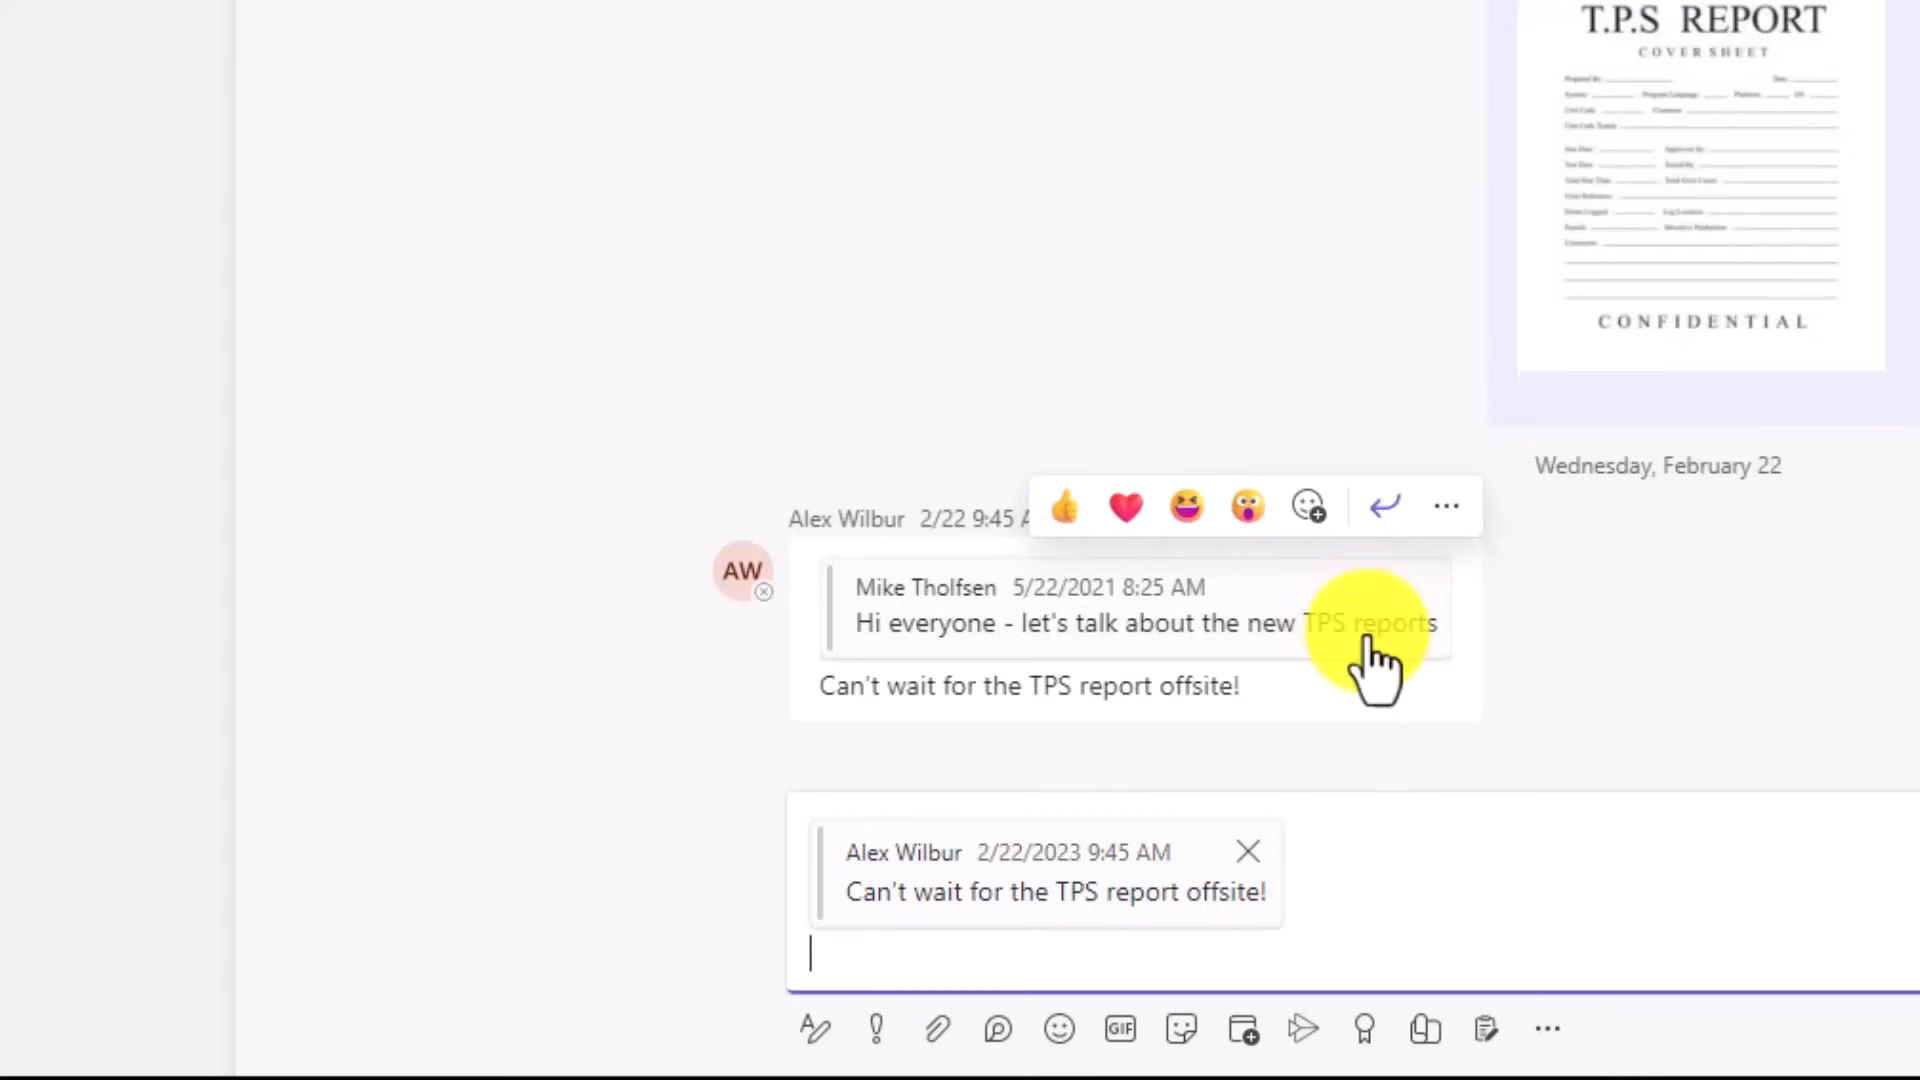 T.P.S REPORT
COVER SHEET
CONFIDENTIAL
Wednesday, February 22
Alex Wilbur 2/22 9:45 A
AW
Mike Tholfsen 5/22/2021 8:25 AM
Hi everyone - let's talk about the new TPS reports
Can't wait for the TPS report offsite!
Alex Wilbur 2/22/2023 9:45 AM
Can't wait for the TPS report offsite!
GIF